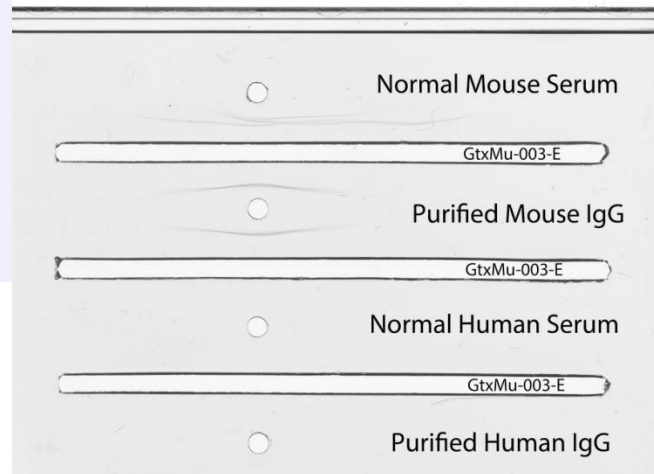 Normal Mouse Serum
GtxMu-003-E
Purified Mouse IgG
GtxMu-003-E
Normal Human Serum
GtxMu-003-E
Purified Human IgG